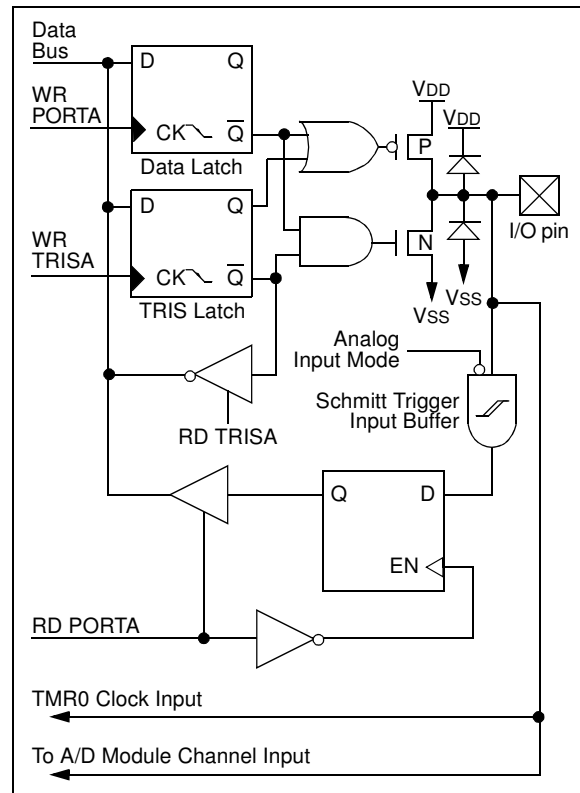 Data
Bus
D
Q
WR
PORTA
CK
Q
Data Latch
VDD
VDD
P
I/O pin
D
Q
WR
TRISA
CK
Q
TRIS Latch
N
VSS
VSS
Analog
Input Mode
Schmitt Trigger
Input Buffer
RD TRISA
Q
D
EN
RD PORTA
TMR0 Clock Input
To A/D Module Channel Input